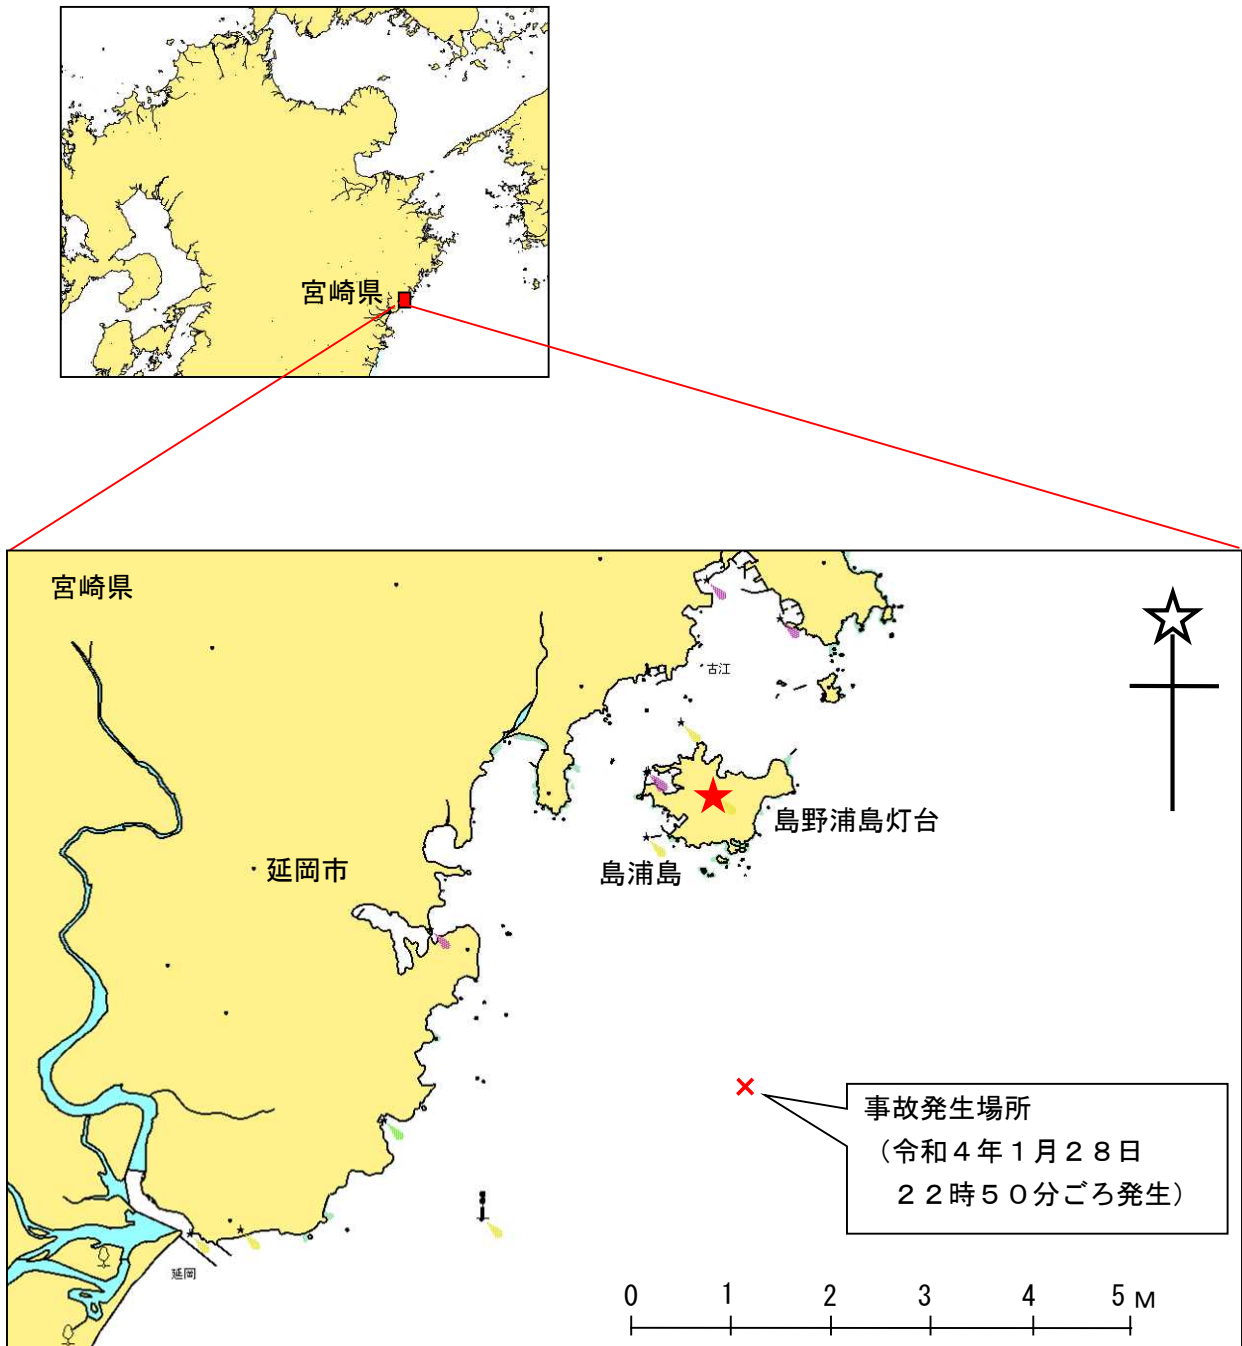 宮崎県
宮崎県
古江
島野浦島灯台
島浦島
延岡市
事故発生場所
（令和４年１月２８日
２２時５０分ごろ発生）
延岡
0 1 2 3 4 5 M